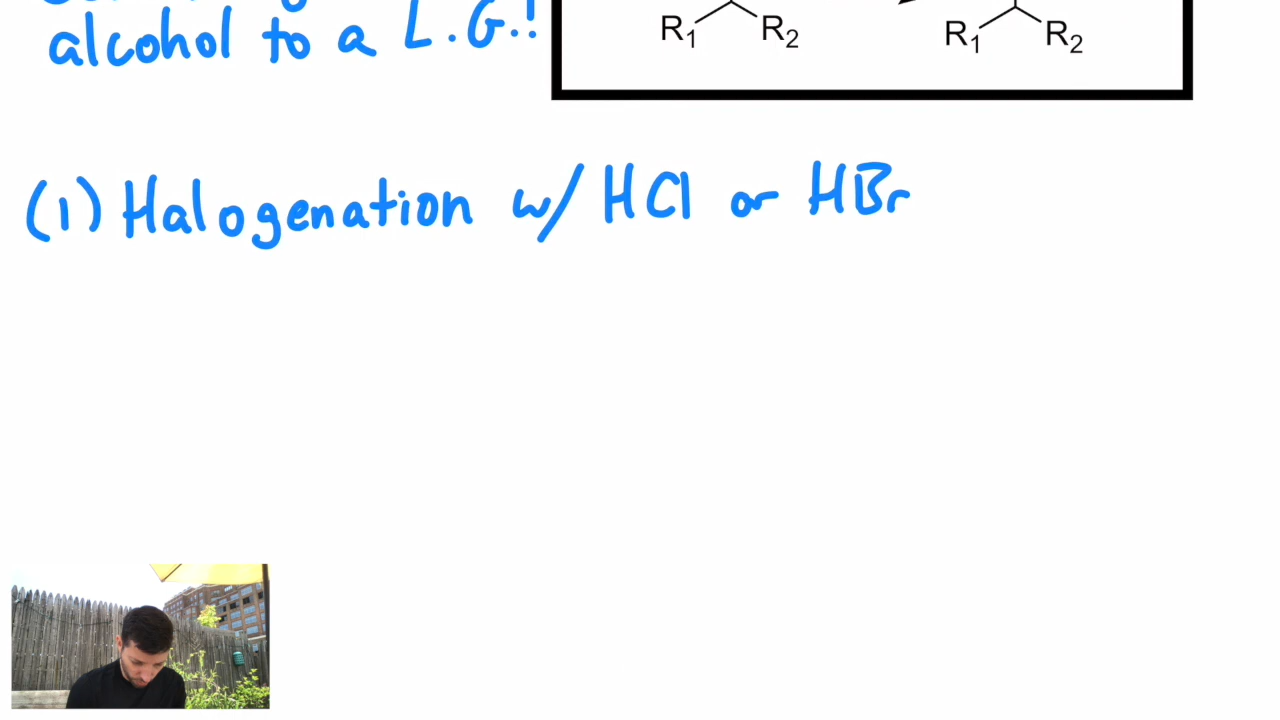 alcohol to a L.G.!
R1 R2 R1 R2
(1) Halogenation w/ HCl or HBr